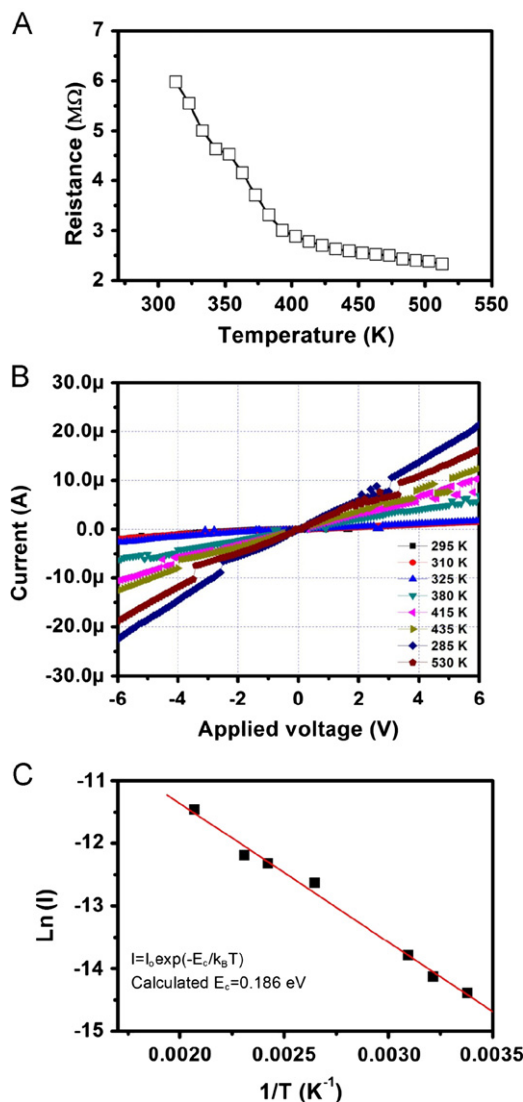 A
7
6
5
4
3
2
Reistance (MΩ)
300 350 400 450 500 550
Temperature (K)
B
30.0µ
20.0µ
10.0µ
0.0
-10.0µ
-20.0µ
-30.0µ
Current (A)
295 K
310 K
325 K
380 K
415 K
435 K
285 K
530 K
-6 -4 -2 0 2 4 6
Applied voltage (V)
C
-11
-12
-13
-14
-15
Ln (I)
I=I₀exp(-Ec/kBT)
Calculated Ec=0.186 eV
0.0020 0.0025 0.0030 0.0035
1/T (K⁻¹)